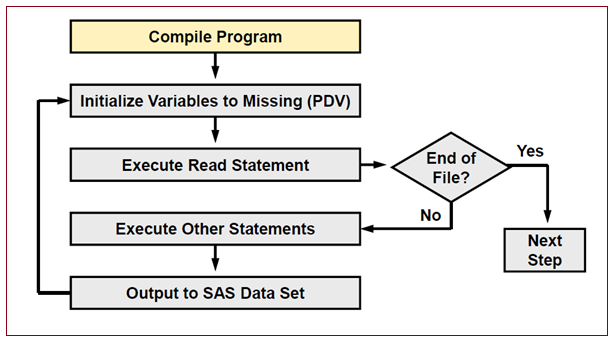 Compile Program
Initialize Variables to Missing (PDV)
Execute Read Statement
End of
File?
Yes
No
Execute Other Statements
Next
Step
Output to SAS Data Set